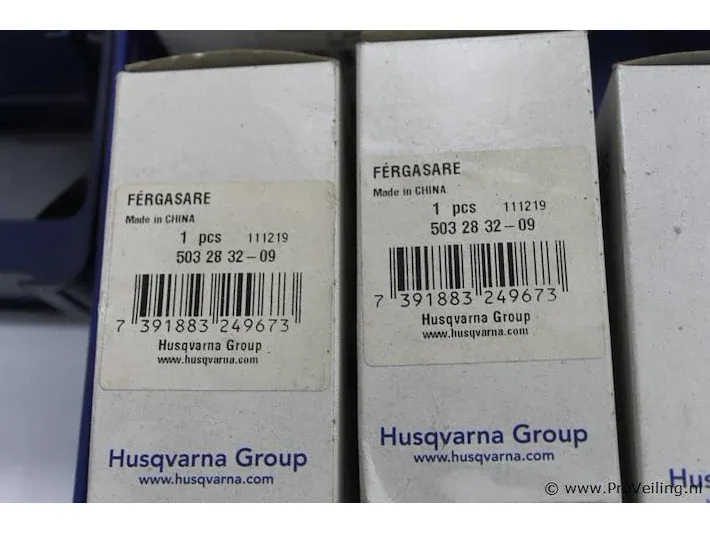 FÉRGASARE
Made in CHINA
1 pcs 111219
503 28 32-09
7 391883 249673
Husqvarna Group
www.husqvarna.com
Husqvarna Group
www.husqvarna.com
FÉRGASARE
Made in CHINA
1 pcs 111219
503 28 32-09
7 391883 249673
Husqvarna Group
www.husqvarna.com
Husqvarna Group
www.husqvarna.com
Hus
© www.ProVeiling.nl